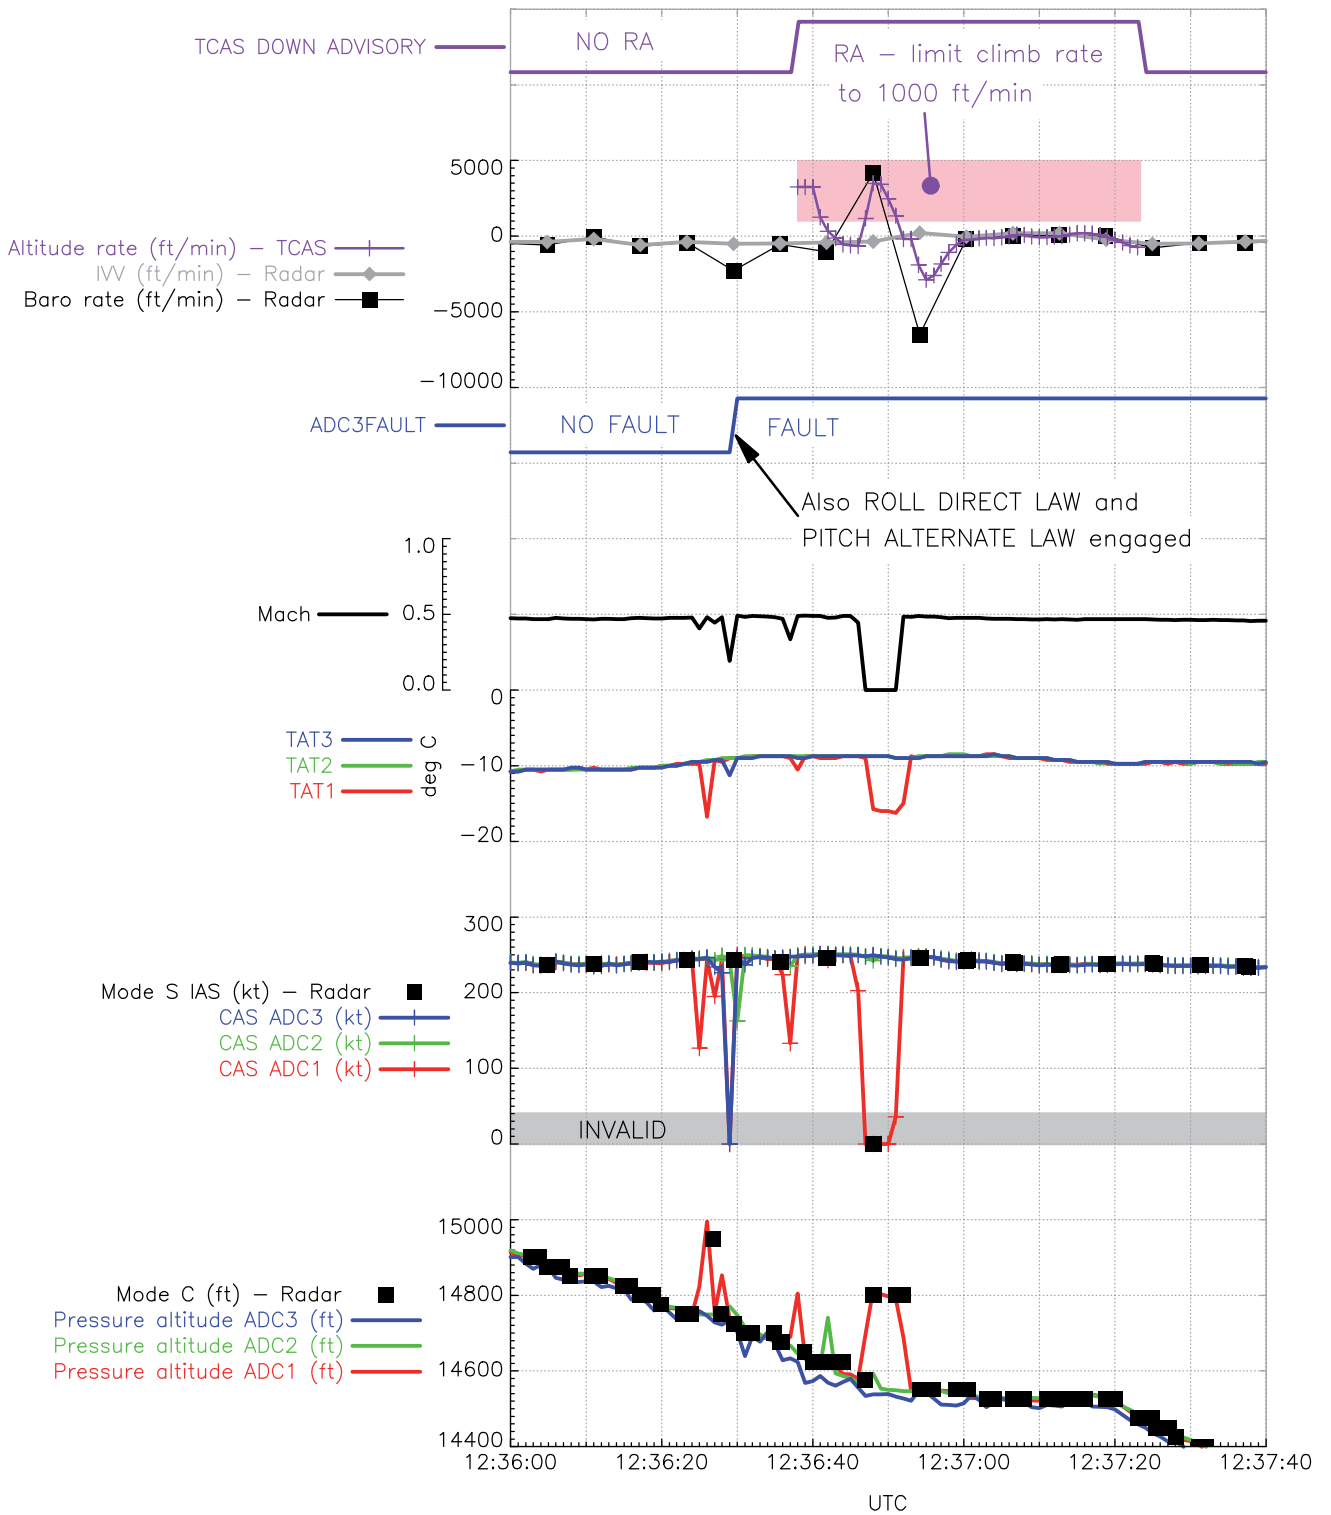 TCAS DOWN ADVISORY
NO RA
RA – limit climb rate
to 1000 ft/min
5000
0
−5000
−10000
Altitude rate (ft/min) – TCAS
IVV (ft/min) – Radar
Baro rate (ft/min) – Radar
ADC3FAULT
NO FAULT
FAULT
Also ROLL DIRECT LAW and
PITCH ALTERNATE LAW engaged
1.0
0.5
0.0
Mach
0
−10
−20
deg C
TAT3
TAT2
TAT1
300
200
100
0
Mode S IAS (kt) – Radar
CAS ADC3 (kt)
CAS ADC2 (kt)
CAS ADC1 (kt)
INVALID
15000
14800
14600
14400
Mode C (ft) – Radar
Pressure altitude ADC3 (ft)
Pressure altitude ADC2 (ft)
Pressure altitude ADC1 (ft)
12:36:00 12:36:20 12:36:40 12:37:00 12:37:20 12:37:40
UTC